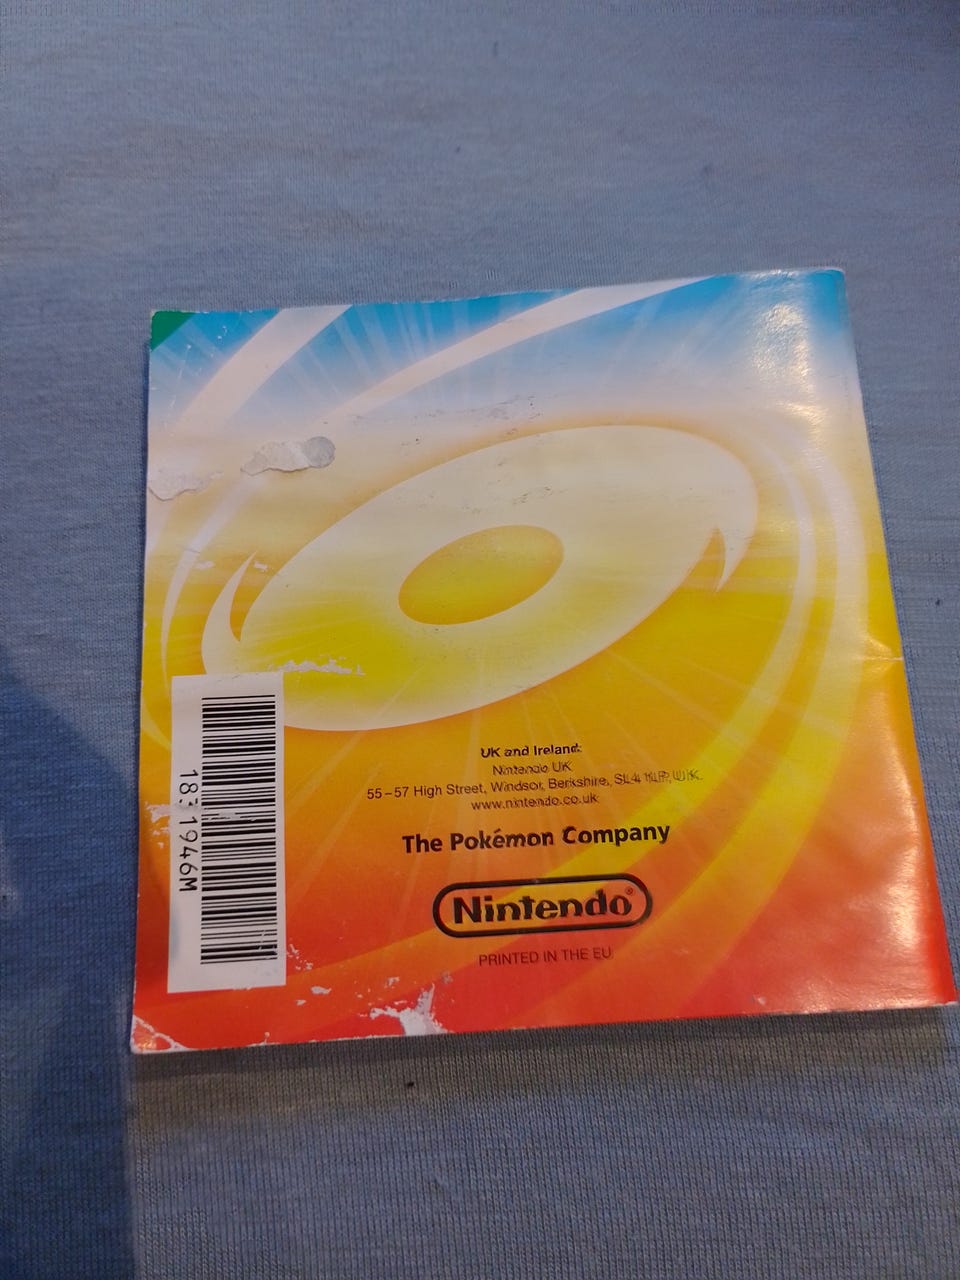 UK and Ireland:
Nintendo UK
55–57 High Street, Windsor, Berkshire, SL4 1LP, U.K.
www.nintendo.co.uk
The Pokémon Company
Nintendo®
PRINTED IN THE EU
1831946M